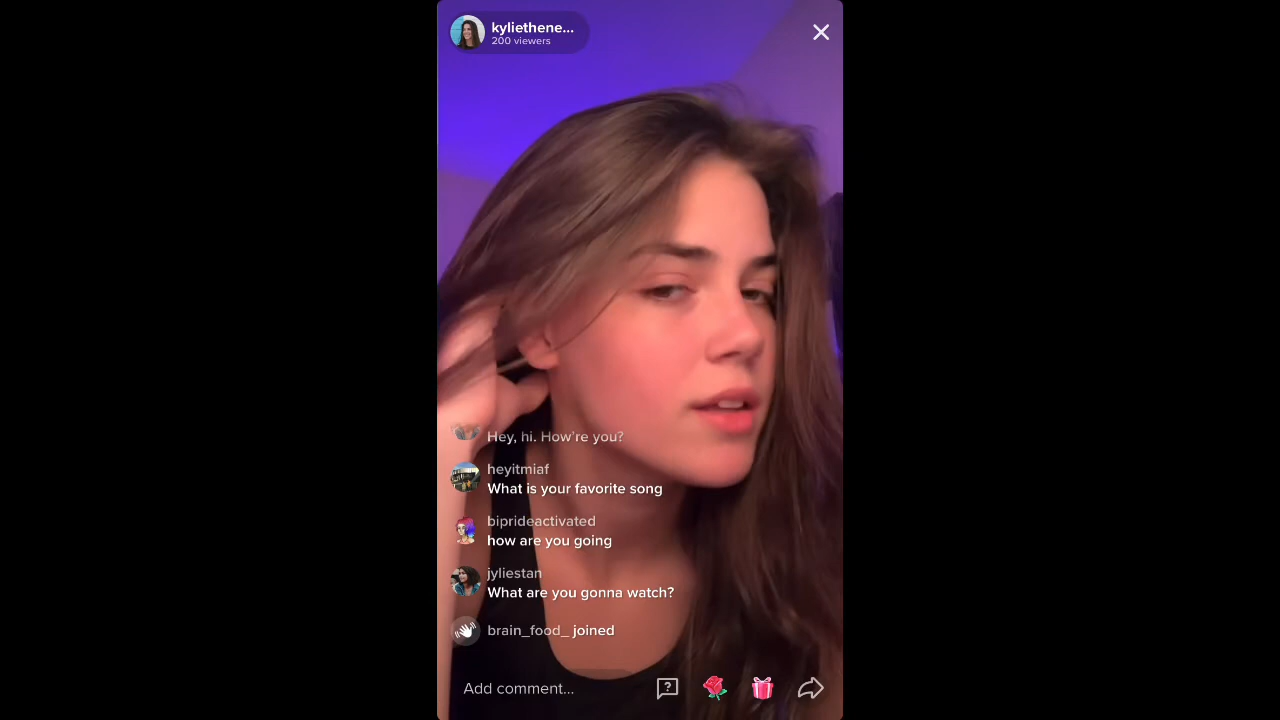 kyliethene...
200 viewers
Hey, hi. How're you?
heyitmiaf
What is your favorite song
biprideactivated
how are you going
jyliestan
What are you gonna watch?
brain_food_ joined
Add comment...
?